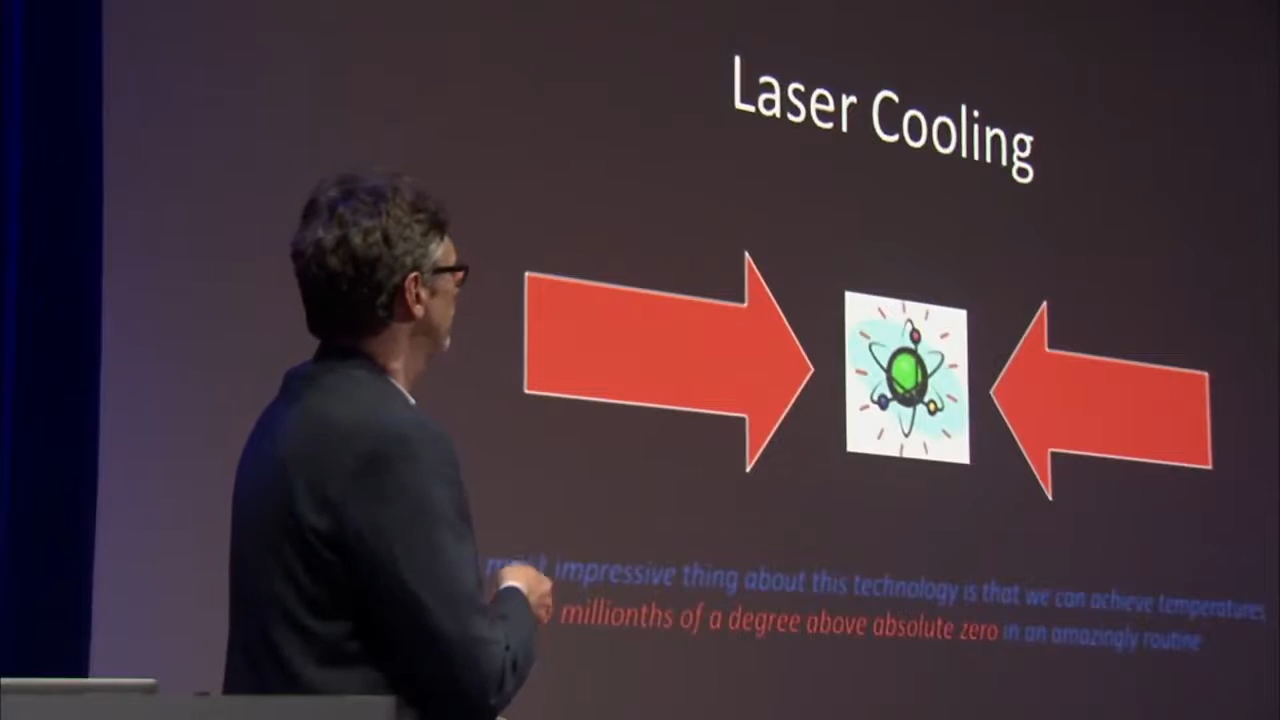 Laser Cooling
impressive thing about this technology is that we can achieve temperatures
millionths of a degree above absolute zero in an amazingly routine